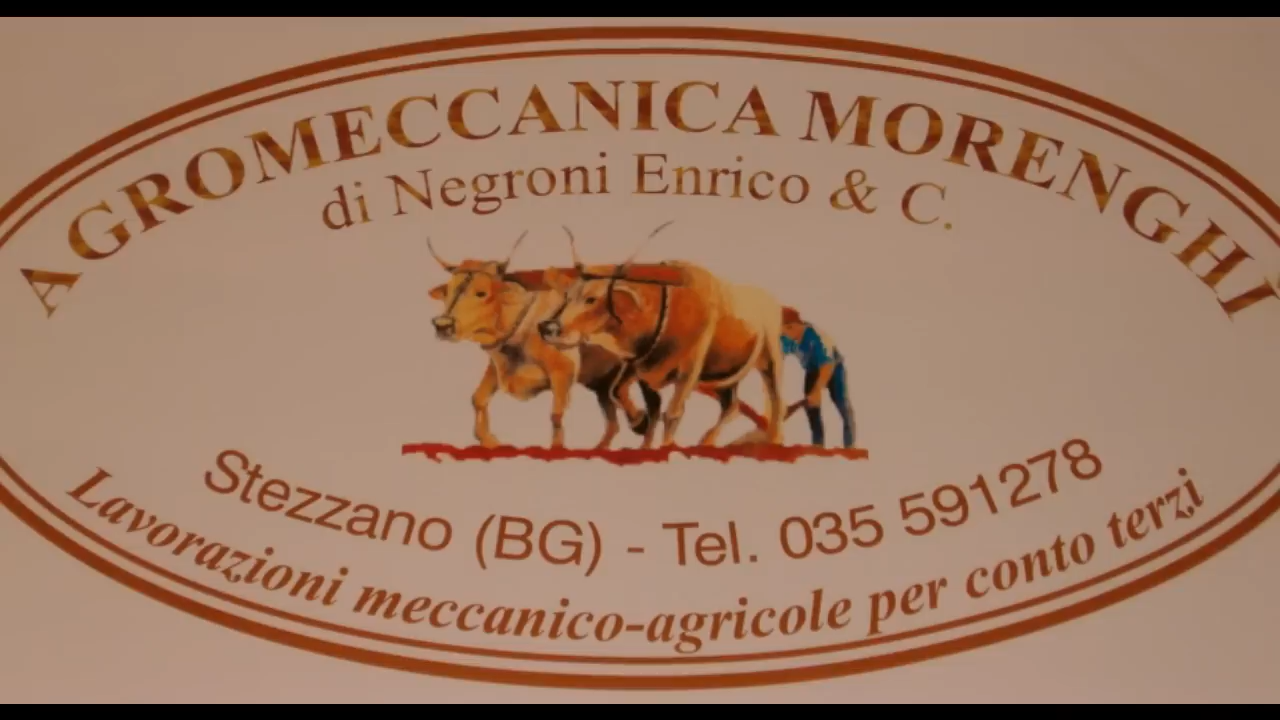 AGROMECCANICA MORENGHI
di Negroni Enrico & C.
Stezzano (BG) - Tel. 035 591278
Lavorazioni meccanico-agricole per conto terzi